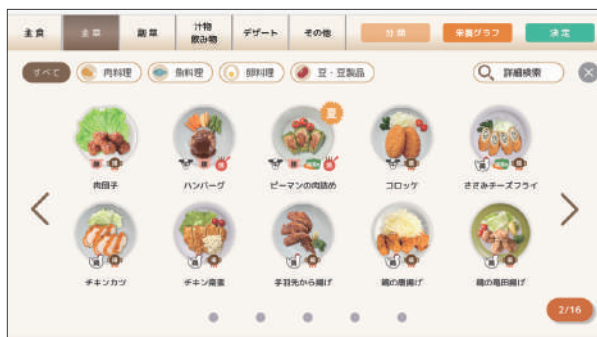 主食
主菜
副菜
汁物
飲み物
デザート
その他
分類
栄養グラフ
決定
すべて
肉料理
魚料理
卵料理
豆・豆製品
詳細検索
夏
肉団子
ハンバーグ
ピーマンの肉詰め
コロッケ
ささみチーズフライ
チキンカツ
チキン南蛮
手羽先から揚げ
鶏の唐揚げ
鶏の竜田揚げ
2/16